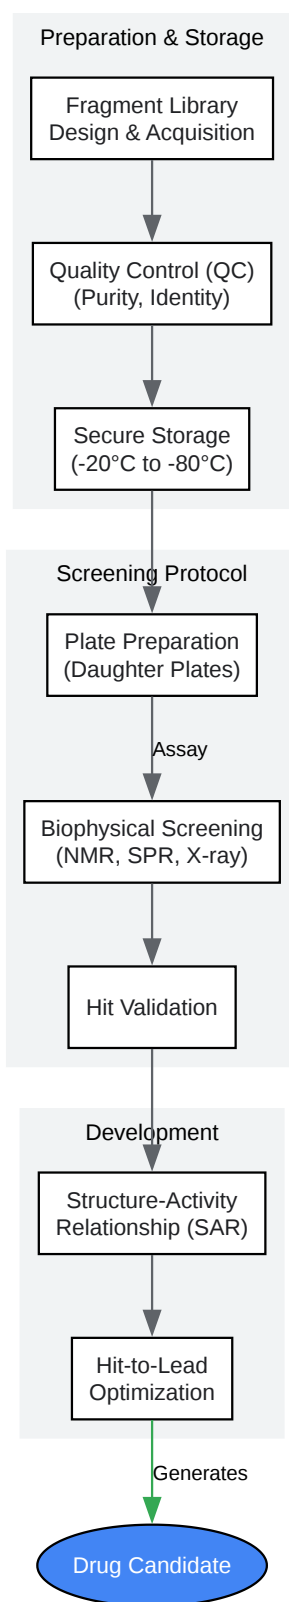 Preparation & Storage
Fragment Library
Design & Acquisition
Quality Control (QC)
(Purity, Identity)
Secure Storage
(-20°C to -80°C)
Screening Protocol
Plate Preparation
(Daughter Plates)
Assay
Biophysical Screening
(NMR, SPR, X-ray)
Hit Validation
Development
Structure-Activity
Relationship (SAR)
Hit-to-Lead
Optimization
Generates
Drug Candidate